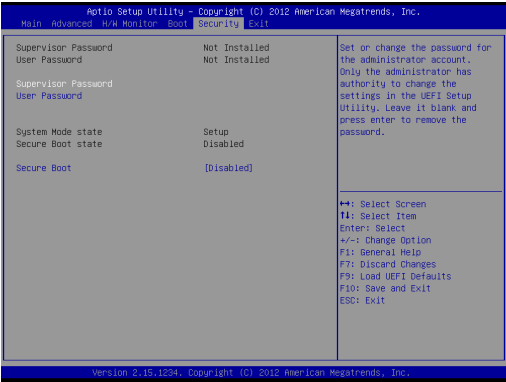 Aptio Setup Utility – Copyright (C) 2012 American Megatrends, Inc.
Main Advanced H/W Monitor Boot Security Exit
Supervisor Password Not Installed
User Password Not Installed
Supervisor Password
User Password
System Mode state Setup
Secure Boot state Disabled
Secure Boot [Disabled]
Set or change the password for
the administrator account.
Only the administrator has
authority to change the
settings in the UEFI Setup
Utility. Leave it blank and
press enter to remove the
password.
↔: Select Screen
↑↓: Select Item
Enter: Select
+/-: Change Option
F1: General Help
F7: Discard Changes
F9: Load UEFI Defaults
F10: Save and Exit
ESC: Exit
Version 2.15.1234. Copyright (C) 2012 American Megatrends, Inc.